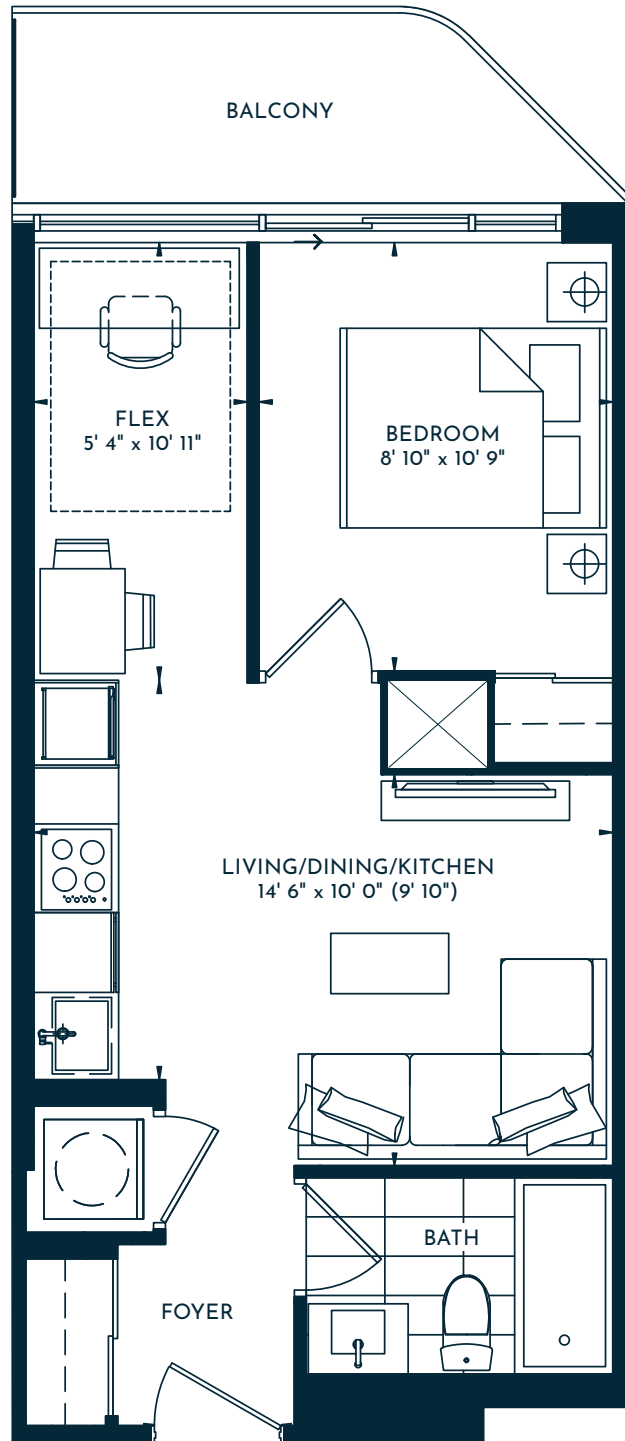 BALCONY
FLEX
5' 4" x 10' 11"
BEDROOM
8' 10" x 10' 9"
LIVING/DINING/KITCHEN
14' 6" x 10' 0" (9' 10")
BATH
FOYER